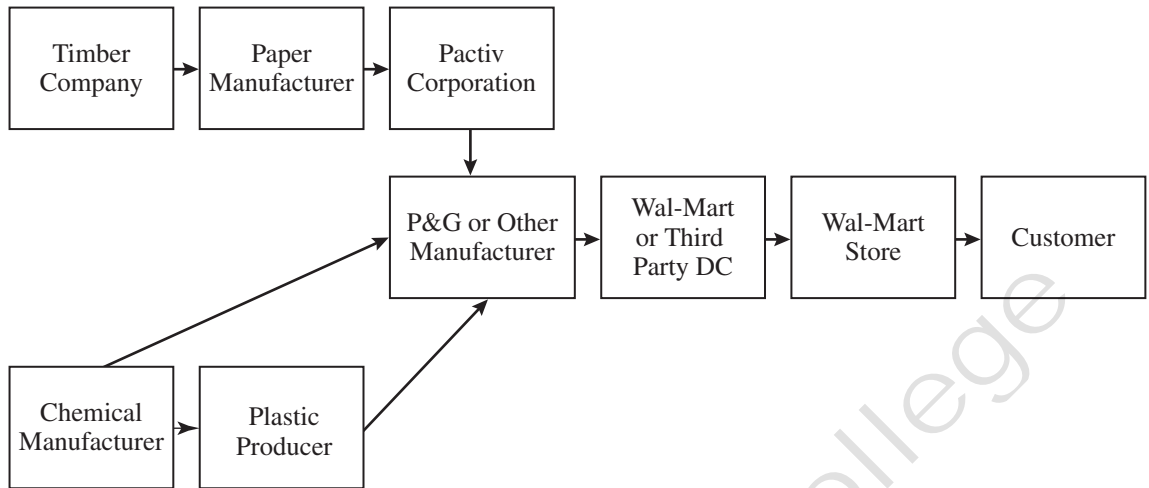 Timber
Company
Paper
Manufacturer
Pactiv
Corporation
P&G or Other
Manufacturer
Wal-Mart
or Third
Party DC
Wal-Mart
Store
Customer
Chemical
Manufacturer
Plastic
Producer
ollege